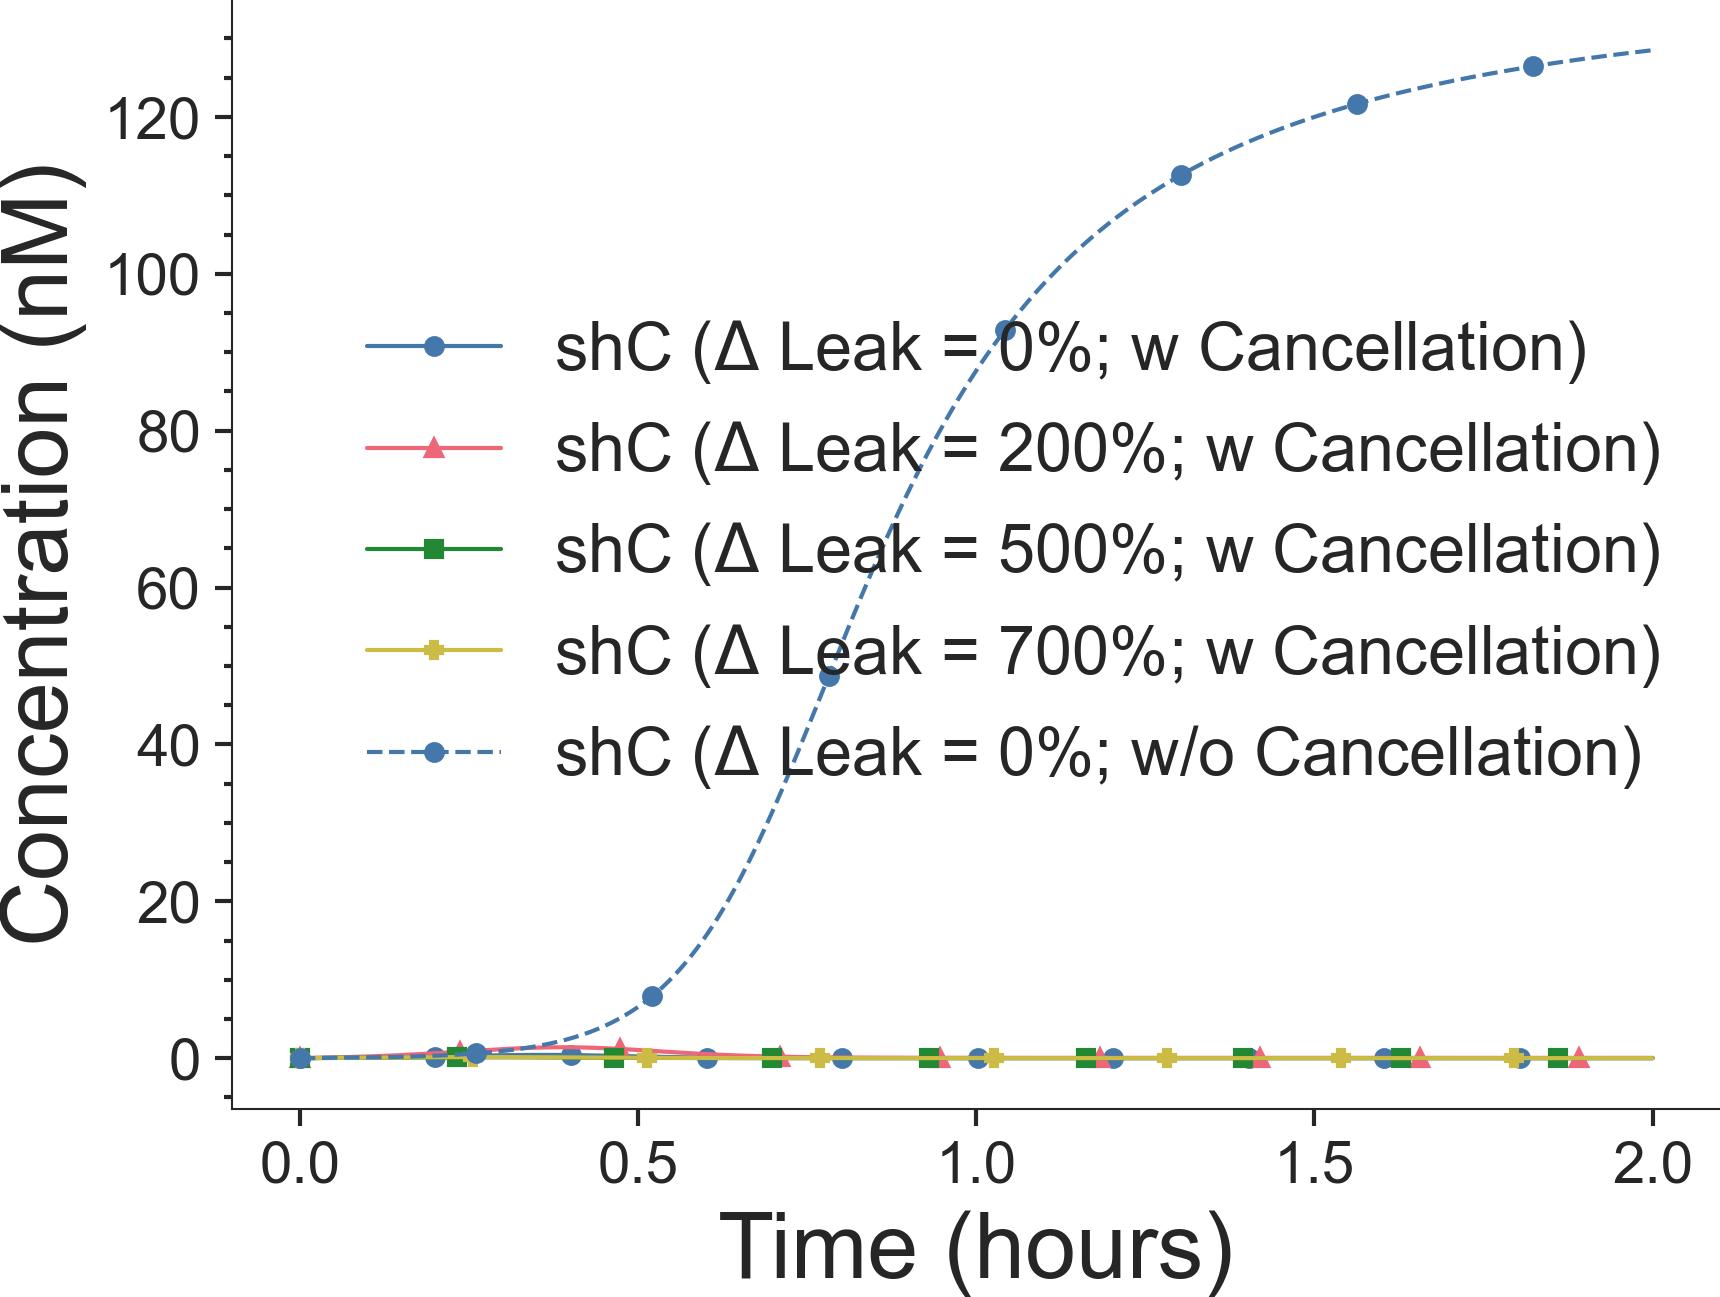 Concentration (nM)
120
100
80
60
40
20
0
shC (Δ Leak = 0%; w Cancellation)
shC (Δ Leak = 200%; w Cancellation)
shC (Δ Leak = 500%; w Cancellation)
shC (Δ Leak = 700%; w Cancellation)
shC (Δ Leak = 0%; w/o Cancellation)
0.0 0.5 1.0 1.5 2.0
Time (hours)